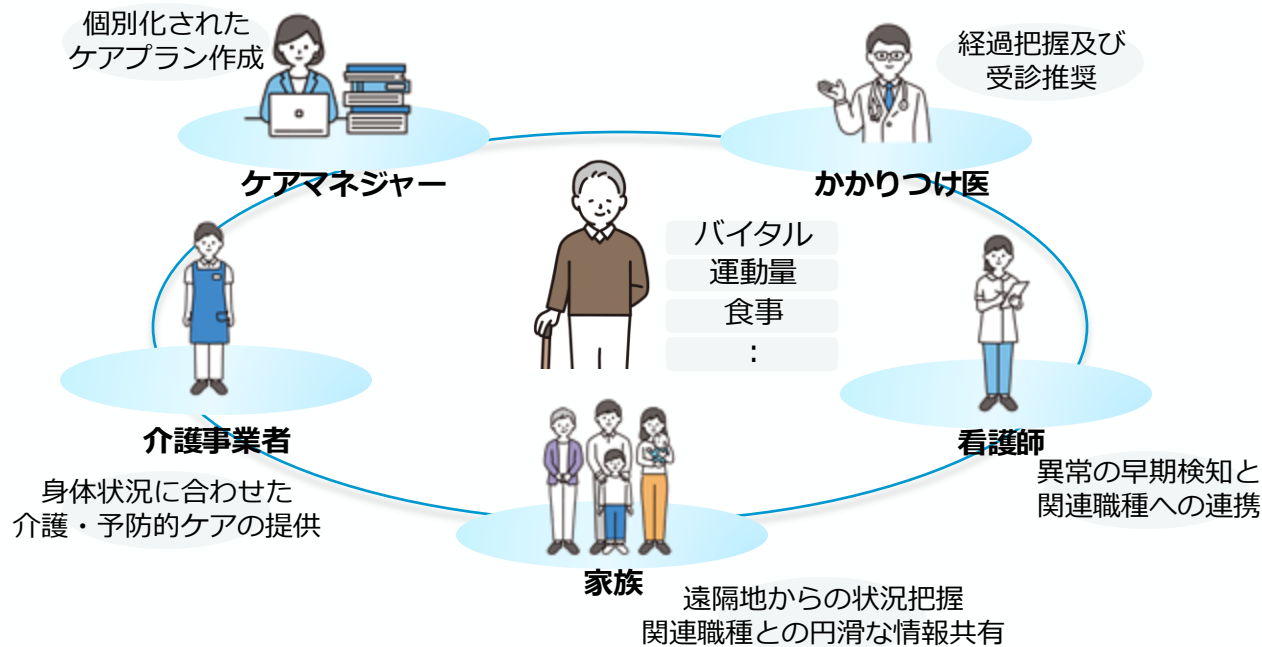 個別化された
ケアプラン作成
経過把握及び
受診推奨
ケアマネジャー
かかりつけ医
バイタル
運動量
食事
：
介護事業者
看護師
身体状況に合わせた
介護・予防的ケアの提供
異常の早期検知と
関連職種への連携
家族
遠隔地からの状況把握
関連職種との円滑な情報共有